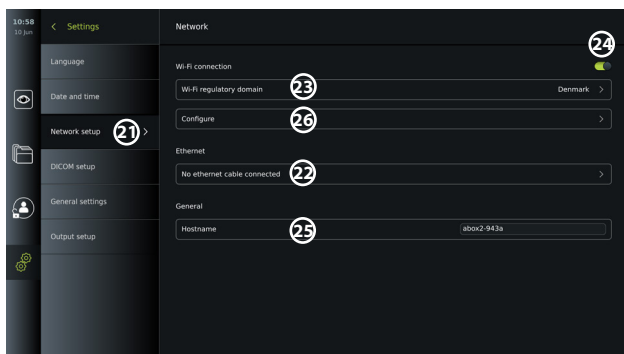 10:58
10 Jun
Settings
Network
24
Language
Wi-Fi connection
Date and time
Wi-Fi regulatory domain 23 Denmark
Network setup 21
Configure 26
DICOM setup
Ethernet
No ethernet cable connected 22
General settings
General
Output setup
Hostname 25 abox2-943a